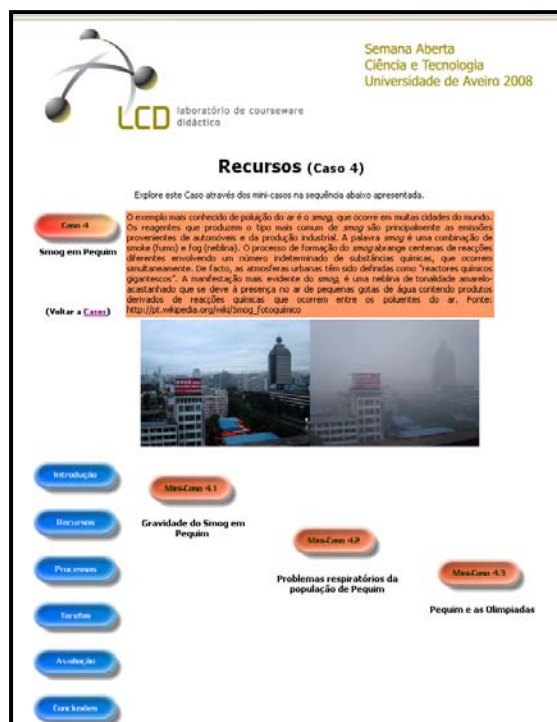 Semana Aberta
Ciência e Tecnologia
Universidade de Aveiro 2008
LCD laboratório de courseware
didáctico
Recursos (Caso 4)
Explore este Caso através dos mini-casos na sequência abaixo apresentada.
Caso 4
Smog em Pequim
(Voltar a Casos)
O exemplo mais conhecido de poluição do ar é o smog, que ocorre em muitas cidades do mundo.
Os reagentes que produzem o tipo mais comum de smog são principalmente as emissões
provenientes de automóveis e da produção industrial. A palavra smog é uma combinação de
smoke (fumo) e fog (neblina). O processo de formação do smog abrange centenas de reacções
diferentes envolvendo um número indeterminado de substâncias químicas, que ocorrem
simultaneamente. De facto, as atmosferas urbanas têm sido definidas como "reactores químicos
gigantescos". A manifestação mais evidente do smog, é uma neblina de tonalidade amarelo-
acastanhado que se deve à presença no ar de pequenas gotas de água contendo produtos
derivados de reacções químicas que ocorrem entre os poluentes do ar. Fonte:
http://pt.wikipedia.org/wiki/Smog_fotoquímico
Introdução
Recursos
Processos
Tarefas
Avaliação
Conclusões
Mini-Caso 4.1
Gravidade do Smog em
Pequim
Mini-Caso 4.2
Problemas respiratórios da
população de Pequim
Mini-Caso 4.3
Pequim e as Olimpiadas